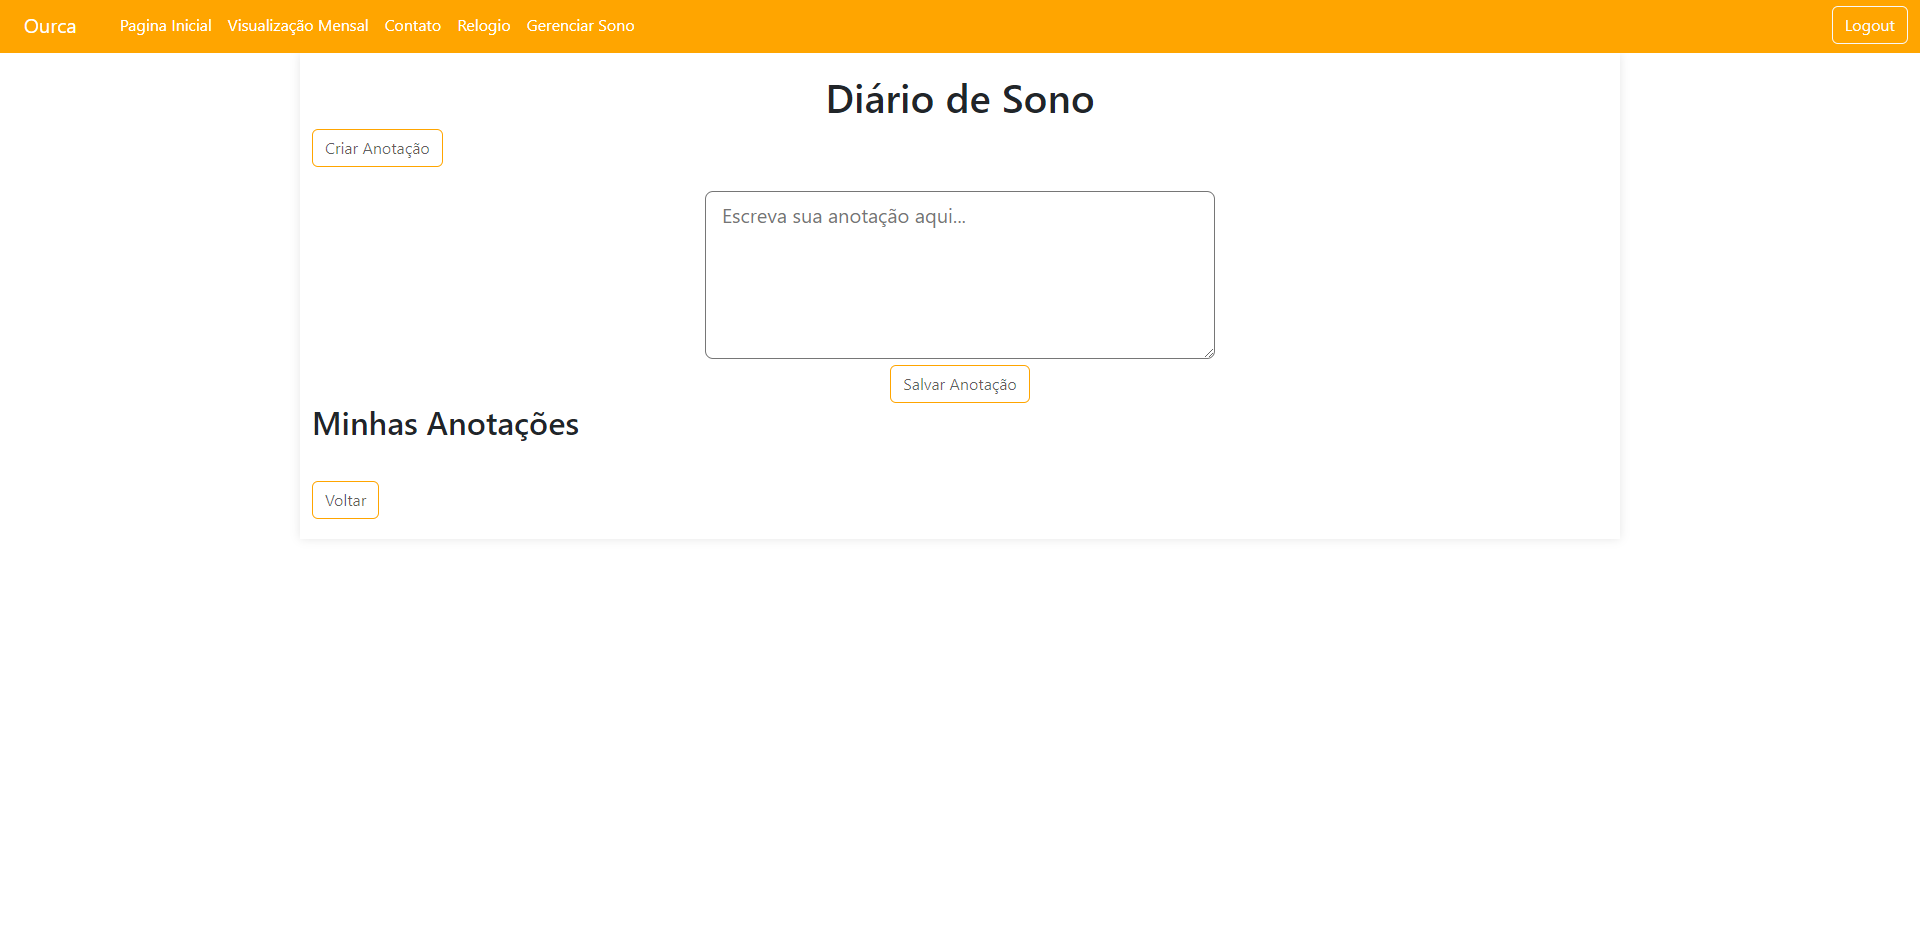 Ourca Pagina Inicial Visualização Mensal Contato Relogio Gerenciar Sono Logout
Diário de Sono
Criar Anotação
Escreva sua anotação aqui...
Salvar Anotação
Minhas Anotações
Voltar